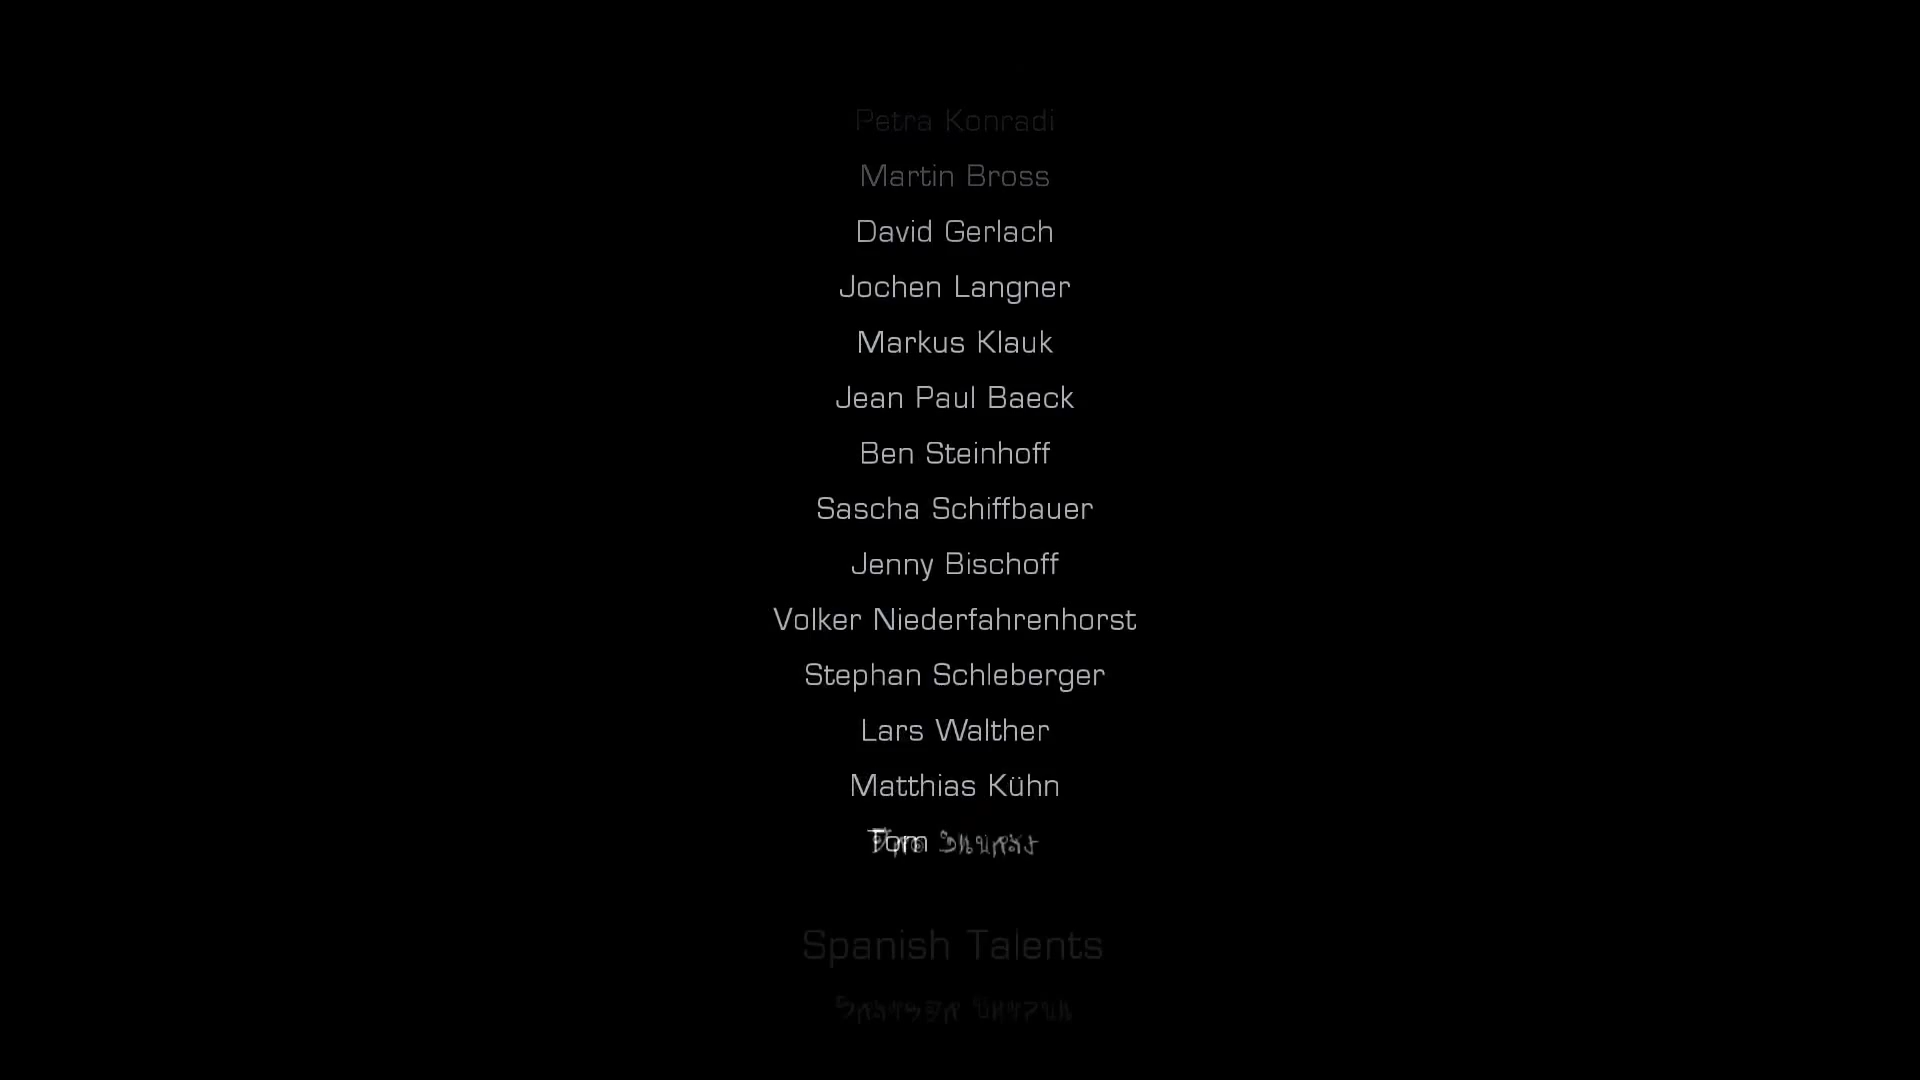 Petra Konradi
Martin Bross
David Gerlach
Jochen Langner
Markus Klauk
Jean Paul Baeck
Ben Steinhoff
Sascha Schiffbauer
Jenny Bischoff
Volker Niederfahrenhorst
Stephan Schleberger
Lars Walther
Matthias Kühn
Tom
Spanish Talents